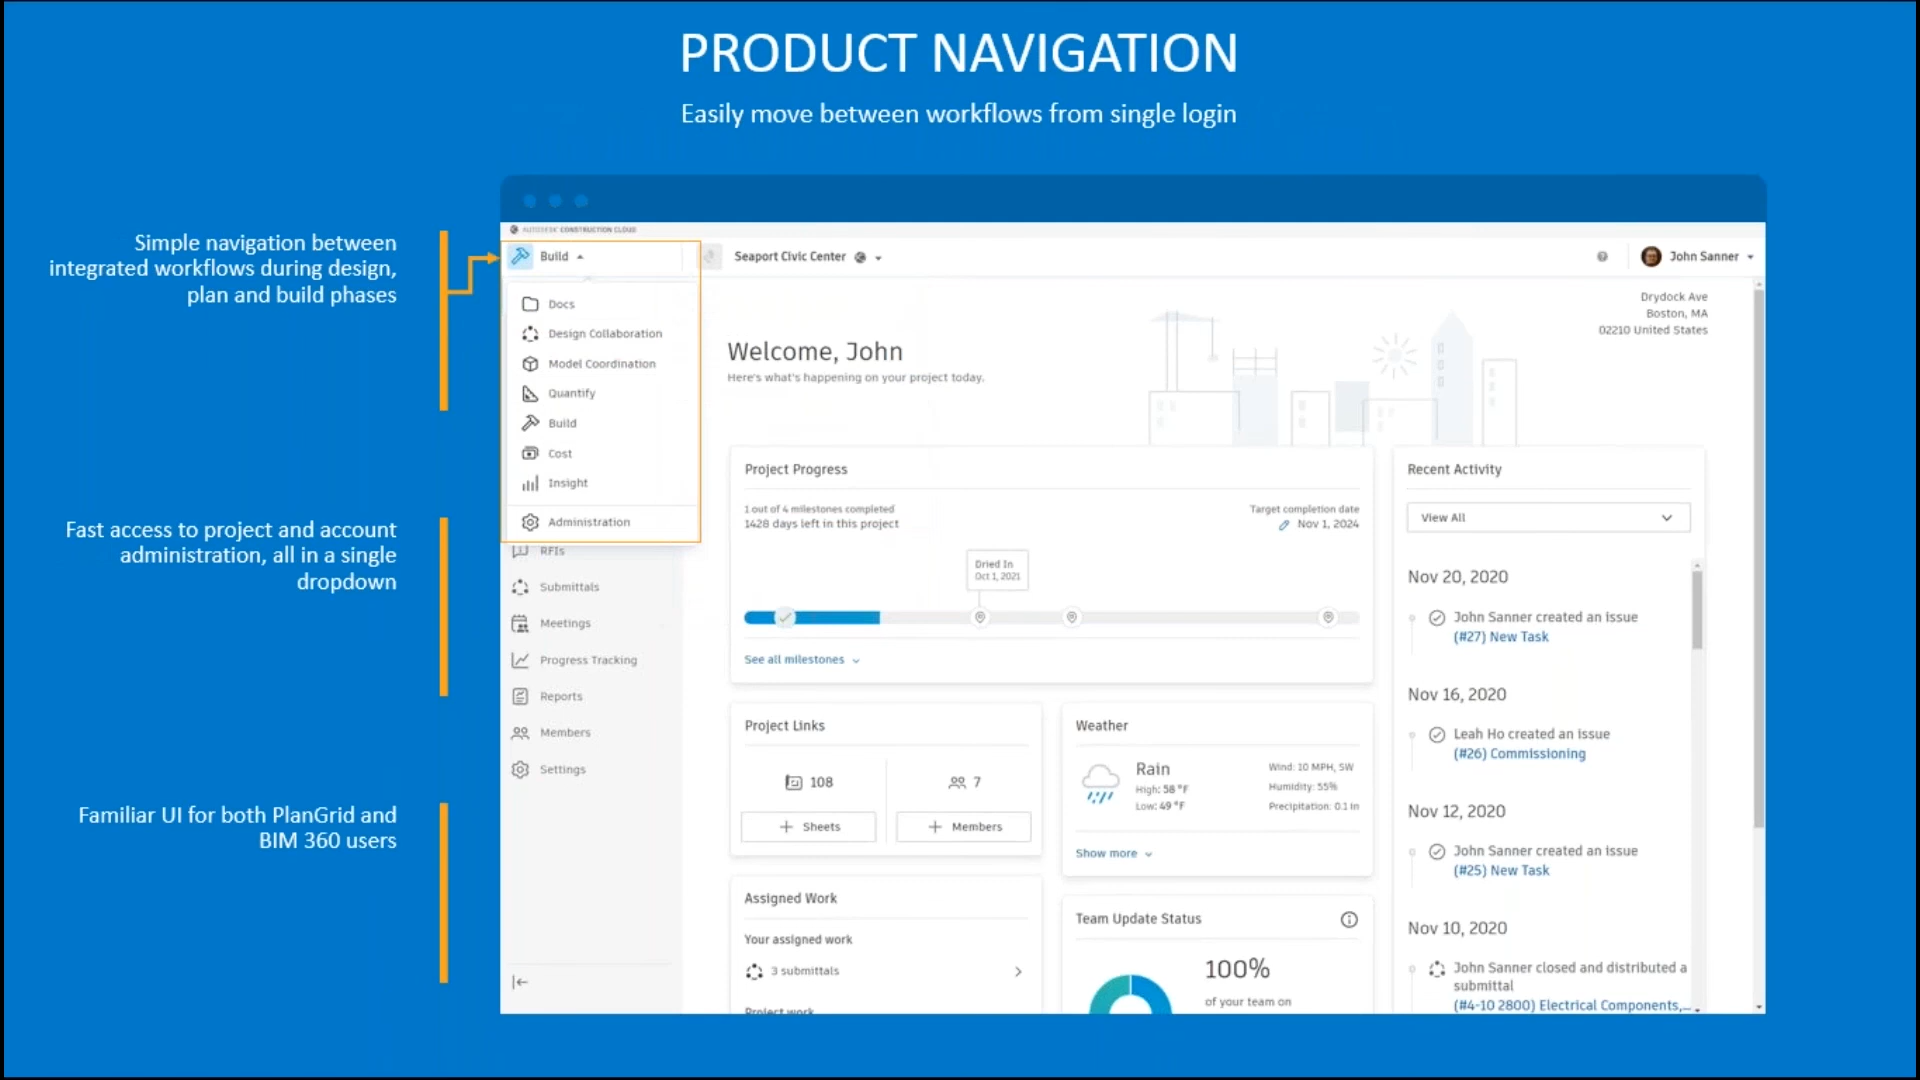 PRODUCT NAVIGATION
Easily move between workflows from single login
Simple navigation between
integrated workflows during design,
plan and build phases
Fast access to project and account
administration, all in a single
dropdown
Familiar UI for both PlanGrid and
BIM 360 users
AUTODESK CONSTRUCTION CLOUD
Build
Seaport Civic Center
John Sanner
Docs
Design Collaboration
Model Coordination
Quantify
Build
Cost
Insight
Administration
RFIs
Submittals
Meetings
Progress Tracking
Reports
Members
Settings
Drydock Ave
Boston, MA
02210 United States
Welcome, John
Here's what's happening on your project today.
Project Progress
1 out of 4 milestones completed
1428 days left in this project
Target completion date
Nov 1, 2024
Dried In
Oct 1, 2021
See all milestones
Project Links
108
7
+ Sheets
+ Members
Weather
Rain
High: 58 °F
Low: 49 °F
Wind: 10 MPH, SW
Humidity: 55%
Precipitation: 0.1 In
Show more
Assigned Work
Your assigned work
3 submittals
Project work
Team Update Status
100%
of your team on
Recent Activity
View All
Nov 20, 2020
John Sanner created an issue
(#27) New Task
Nov 16, 2020
Leah Ho created an issue
(#26) Commissioning
Nov 12, 2020
John Sanner created an issue
(#25) New Task
Nov 10, 2020
John Sanner closed and distributed a
submittal
(#4-10 2800) Electrical Components,...